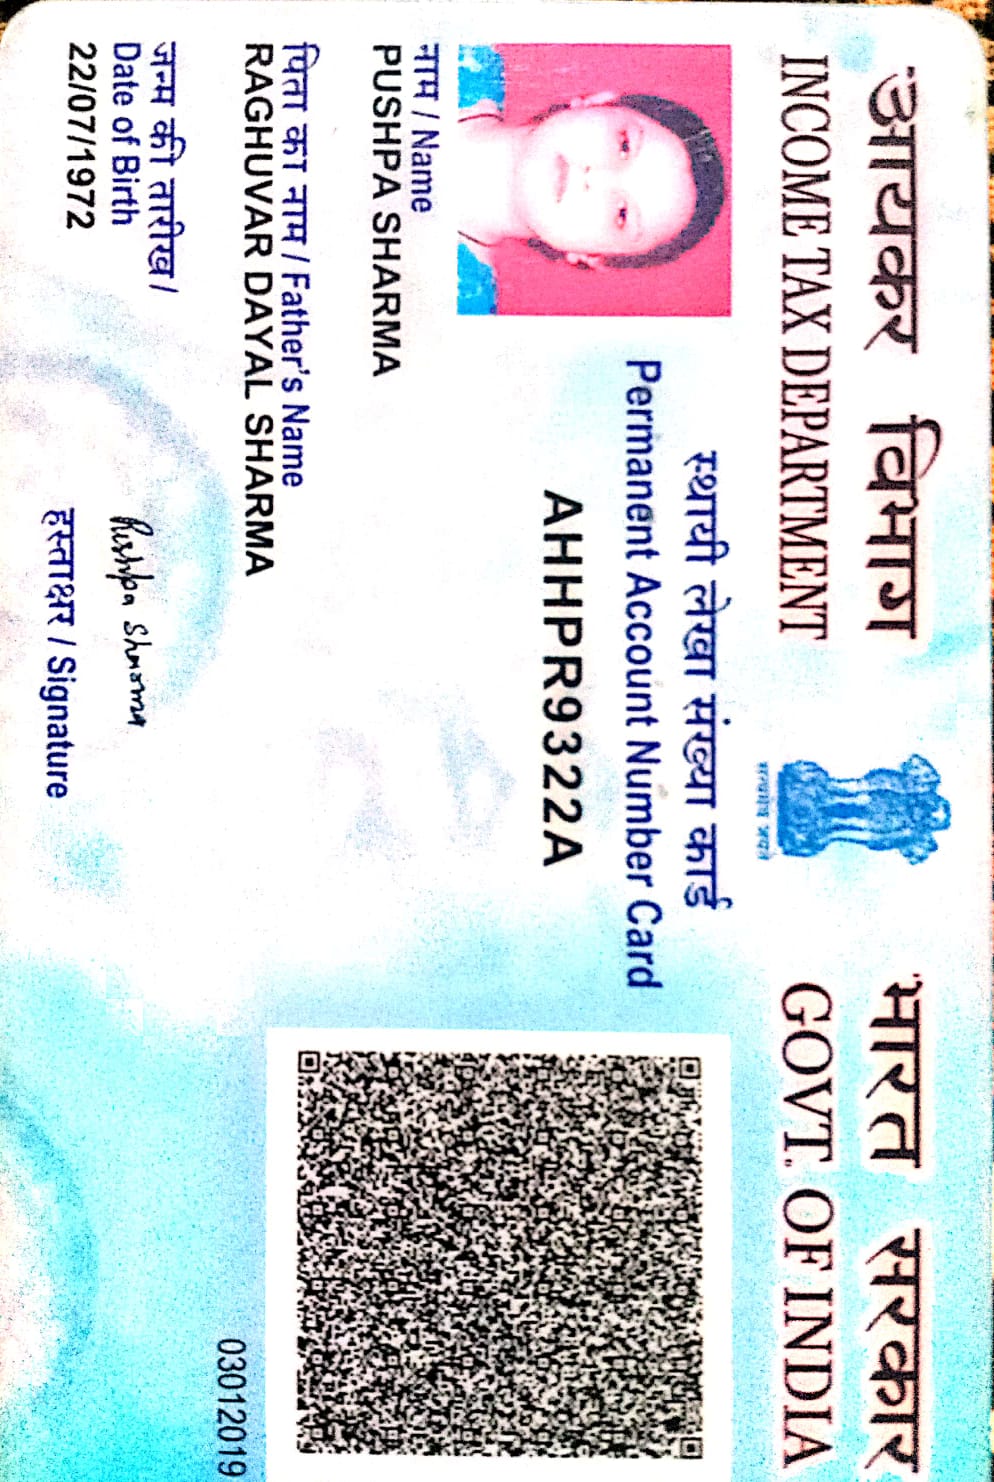 आयकर विभाग
INCOME TAX DEPARTMENT
सत्यमेव जयते
भारत सरकार
GOVT. OF INDIA
स्थायी लेखा संख्या कार्ड
Permanent Account Number Card
AHHPR9322A
नाम / Name
PUSHPA SHARMA
पिता का नाम / Father's Name
RAGHUVAR DAYAL SHARMA
03012019
जन्म की तारीख /
Date of Birth
22/07/1972
Pushpa Sharma
हस्ताक्षर / Signature